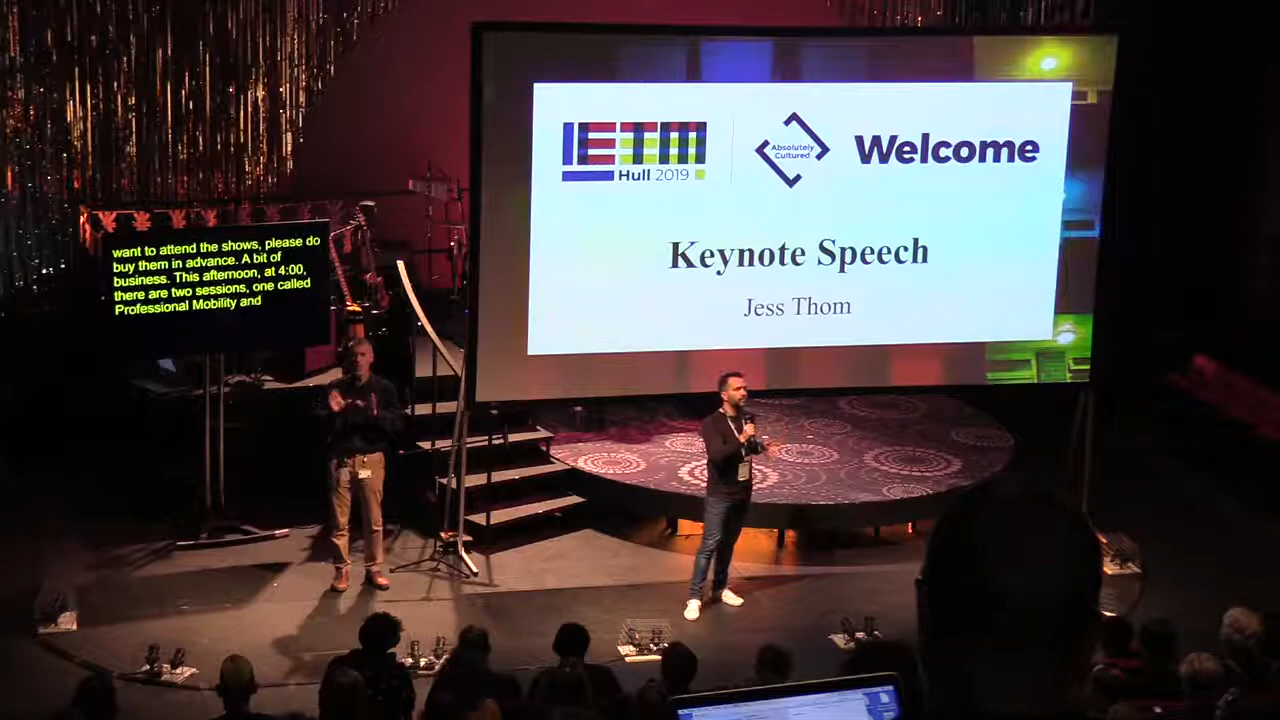 want to attend the shows, please do
buy them in advance. A bit of
business. This afternoon, at 4:00,
there are two sessions, one called
Professional Mobility and
IETM
Hull 2019
Absolutely
Cultured
Welcome
Keynote Speech
Jess Thom